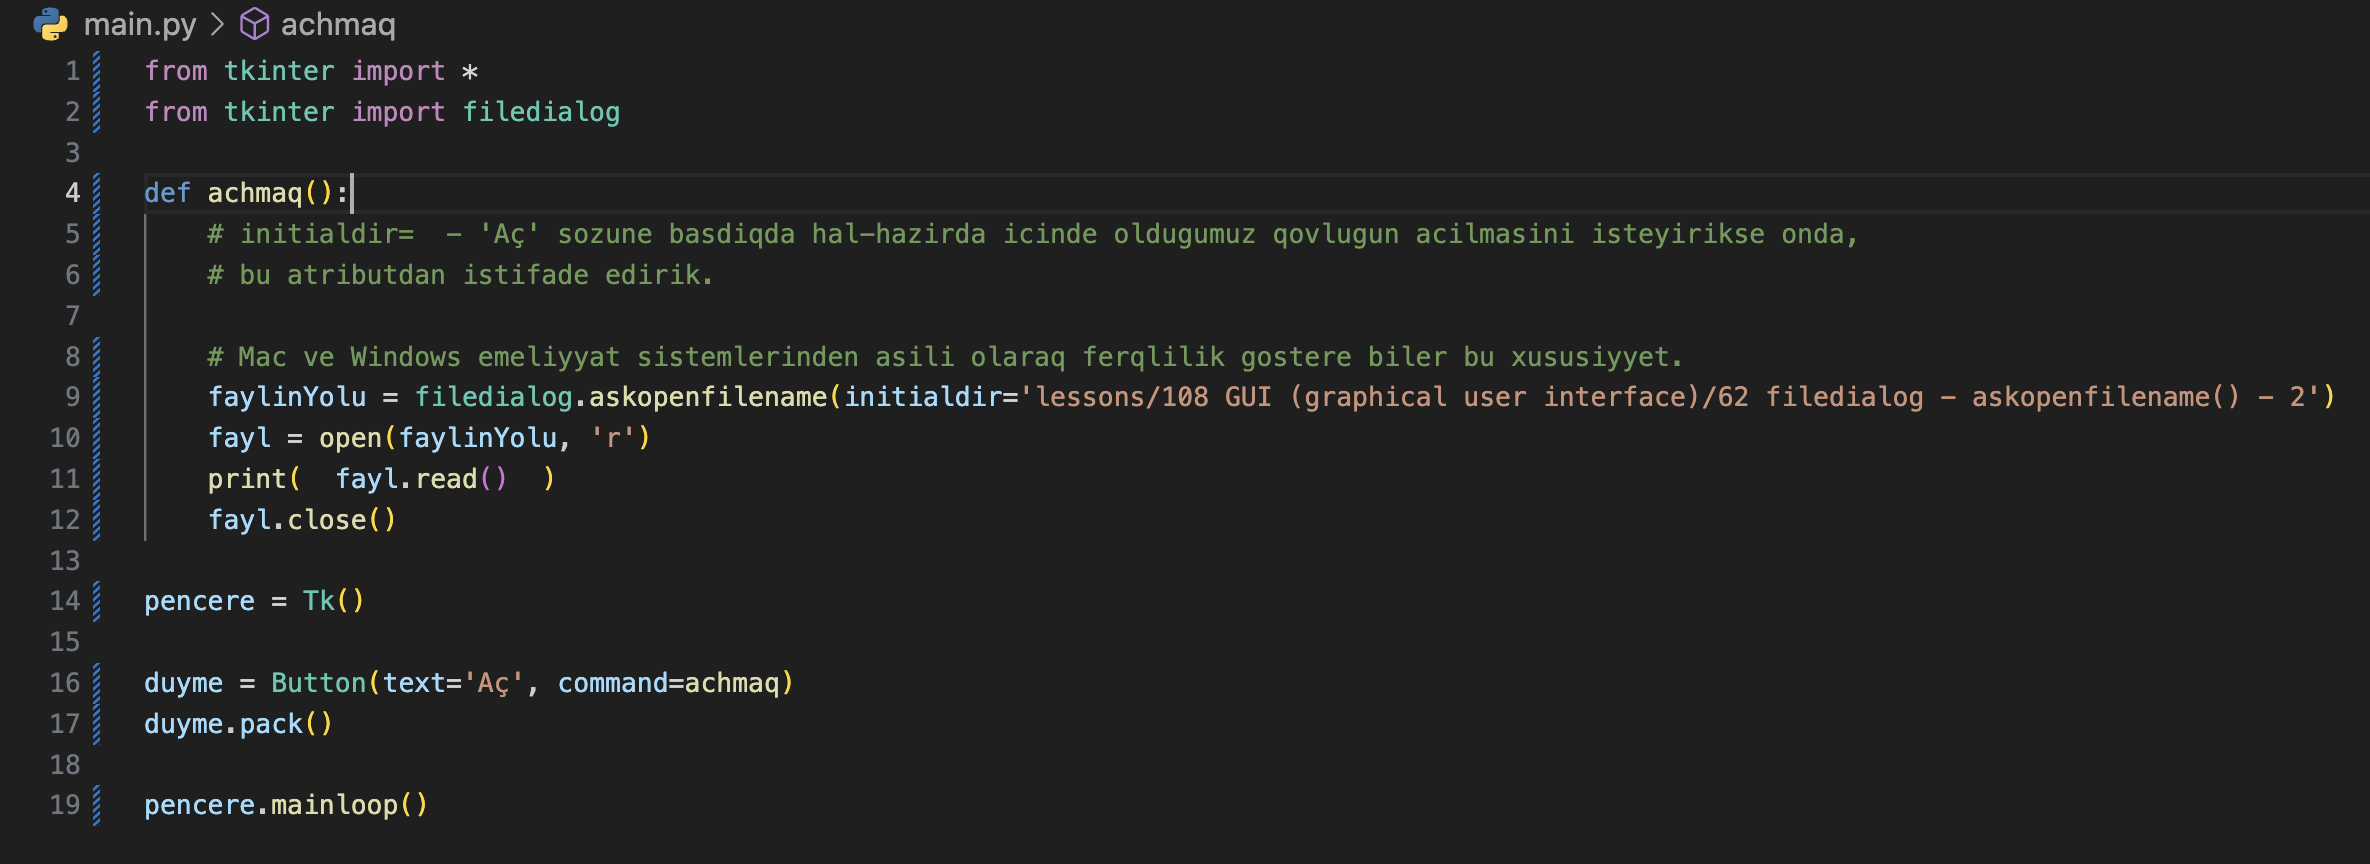 main.py > achmaq
1 from tkinter import *
2 from tkinter import filedialog
3
4 def achmaq():
5     # initialdir=  - 'Aç' sozune basdiqda hal-hazirda icinde oldugumuz qovlugun acilmasini isteyirikse onda,
6     # bu atributdan istifade edirik.
7
8     # Mac ve Windows emeliyyat sistemlerinden asili olaraq ferqlilik gostere biler bu xususiyyet.
9     faylinYolu = filedialog.askopenfilename(initialdir='lessons/108 GUI (graphical user interface)/62 filedialog - askopenfilename() - 2')
10     fayl = open(faylinYolu, 'r')
11     print(  fayl.read()  )
12     fayl.close()
13
14 pencere = Tk()
15
16 duyme = Button(text='Aç', command=achmaq)
17 duyme.pack()
18
19 pencere.mainloop()